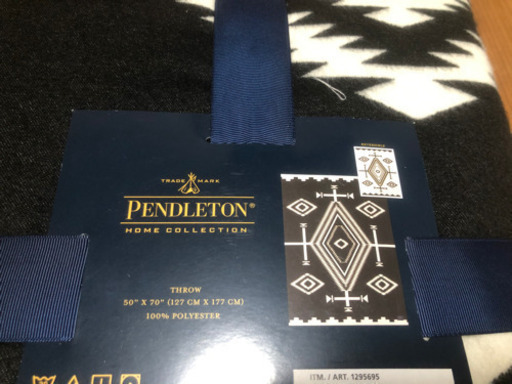 TRADE MARK
PENDLETON®
HOME COLLECTION
THROW
50" X 70" (127 CM X 177 CM)
100% POLYESTER
REVERSIBLE
ITM. / ART. 1295695